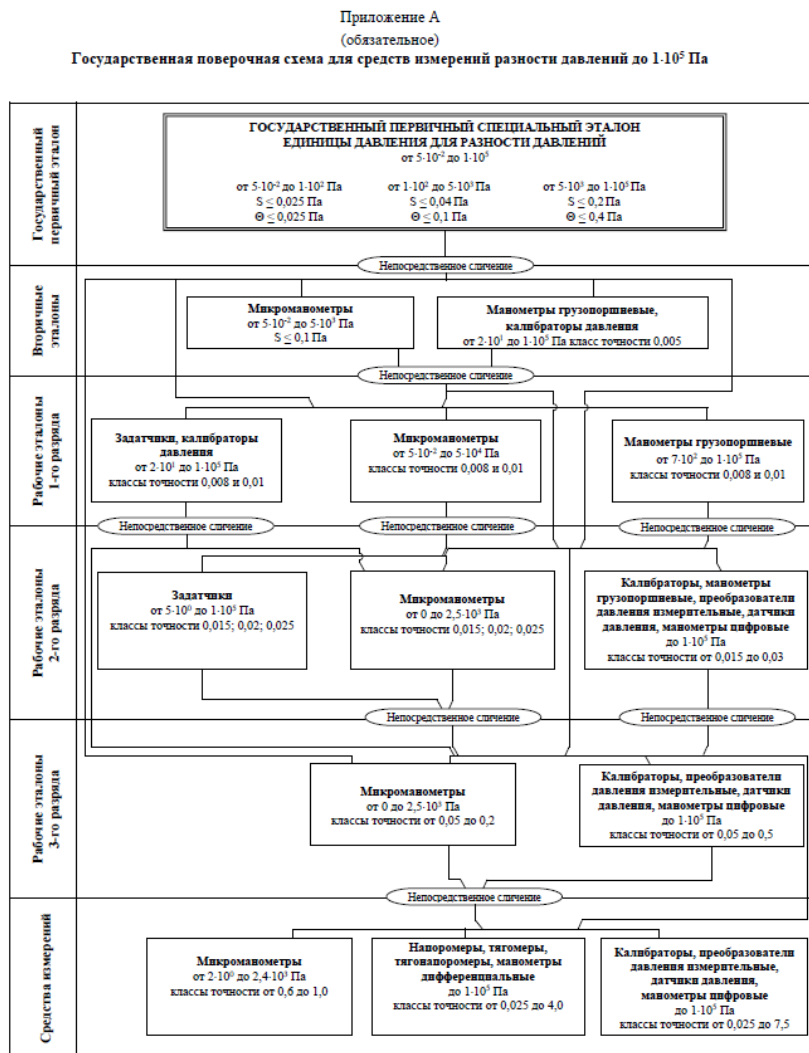 Приложение А
(обязательное)
Государственная поверочная схема для средств измерений разности давлений до 1·10⁵ Па
Государственный
первичный эталон
ГОСУДАРСТВЕННЫЙ ПЕРВИЧНЫЙ СПЕЦИАЛЬНЫЙ ЭТАЛОН
ЕДИНИЦЫ ДАВЛЕНИЯ ДЛЯ РАЗНОСТИ ДАВЛЕНИЙ
от 5·10⁻² до 1·10⁵
от 5·10⁻² до 1·10² Па
S ≤ 0,025 Па
Θ ≤ 0,025 Па
от 1·10² до 5·10³ Па
S ≤ 0,04 Па
Θ ≤ 0,1 Па
от 5·10³ до 1·10⁵ Па
S ≤ 0,2 Па
Θ ≤ 0,4 Па
Непосредственное сличение
Вторичные
эталоны
Микроманометры
от 5·10⁻² до 5·10³ Па
S ≤ 0,1 Па
Манометры грузопоршневые,
калибраторы давления
от 2·10¹ до 1·10⁵ Па класс точности 0,005
Непосредственное сличение
Рабочие эталоны
1-го разряда
Задатчики, калибраторы
давления
от 2·10¹ до 1·10⁵ Па
классы точности 0,008 и 0,01
Микроманометры
от 5·10⁻² до 5·10⁴ Па
классы точности 0,008 и 0,01
Манометры грузопоршневые
от 7·10² до 1·10⁵ Па
классы точности 0,008 и 0,01
Непосредственное сличение
Непосредственное сличение
Непосредственное сличение
Рабочие эталоны
2-го разряда
Задатчики
от 5·10⁰ до 1·10⁵ Па
классы точности 0,015; 0,02; 0,025
Микроманометры
от 0 до 2,5·10³ Па
классы точности 0,015; 0,02; 0,025
Калибраторы, манометры
грузопоршневые, преобразователи
давления измерительные, датчики
давления, манометры цифровые
до 1·10⁵ Па
классы точности от 0,015 до 0,03
Непосредственное сличение
Непосредственное сличение
Рабочие эталоны
3-го разряда
Микроманометры
от 0 до 2,5·10³ Па
классы точности от 0,05 до 0,2
Калибраторы, преобразователи
давления измерительные, датчики
давления, манометры цифровые
до 1·10⁵ Па
классы точности от 0,05 до 0,5
Непосредственное сличение
Средства измерений
Микроманометры
от 2·10⁰ до 2,4·10³ Па
классы точности от 0,6 до 1,0
Напоромеры, тягомеры,
тягонапоромеры, манометры
дифференциальные
до 1·10⁵ Па
классы точности от 0,025 до 4,0
Калибраторы, преобразователи
давления измерительные,
датчики давления,
манометры цифровые
до 1·10⁵ Па
классы точности от 0,025 до 7,5